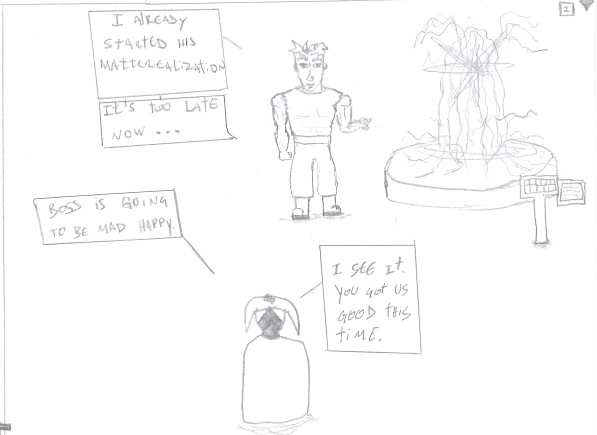 2
I AlREADY
StARtED HIS
MAttEREALIZAtION
It'S tOO LATE
NOW ...
BOSS iS GOING
TO BE MAD HAPPY.
I SEE It.
YOU GOt US
GOOD tHIS
tiME.